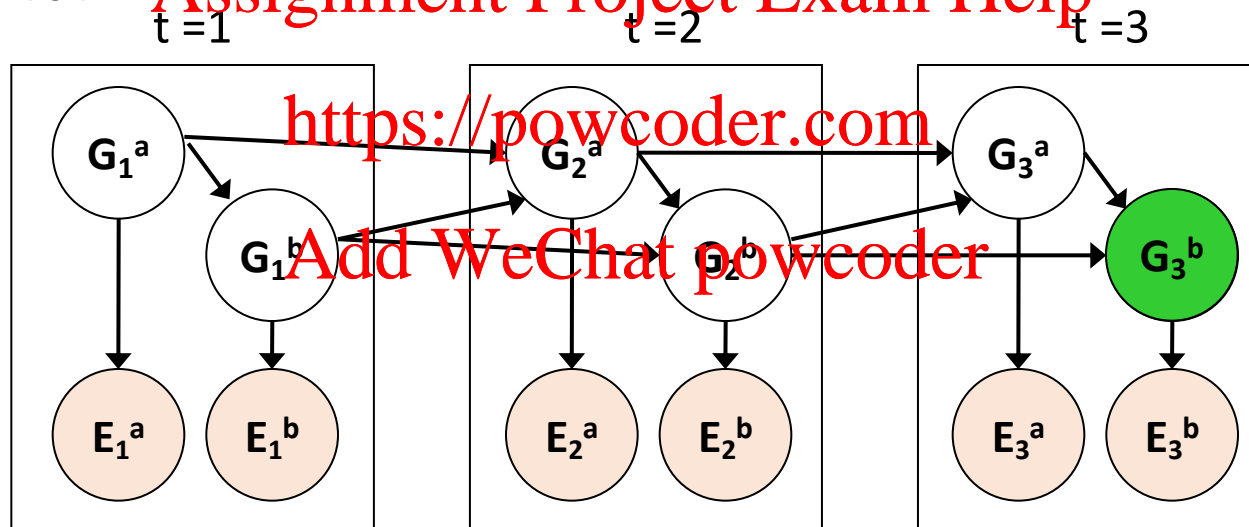 Assignment Project Exam Help
t =1 t =2 t =3
https://powcoder.com
G₁ᵃ G₂ᵃ G₃ᵃ
Add WeChat powcoder
G₁ᵇ G₂ᵇ G₃ᵇ
E₁ᵃ E₁ᵇ E₂ᵃ E₂ᵇ E₃ᵃ E₃ᵇ